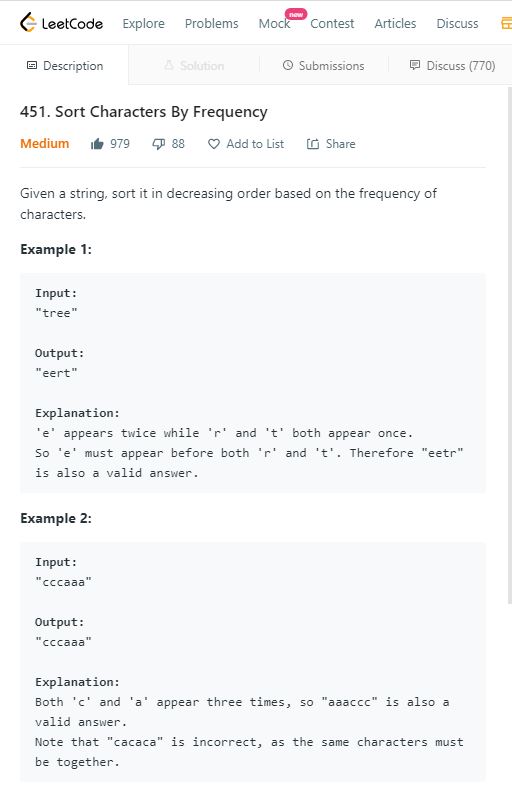 LeetCode Explore Problems Mock new Contest Articles Discuss
Description Solution Submissions Discuss (770)
451. Sort Characters By Frequency
Medium 979 88 Add to List Share
Given a string, sort it in decreasing order based on the frequency of
characters.
Example 1:
Input:
"tree"
Output:
"eert"
Explanation:
'e' appears twice while 'r' and 't' both appear once.
So 'e' must appear before both 'r' and 't'. Therefore "eetr"
is also a valid answer.
Example 2:
Input:
"cccaaa"
Output:
"cccaaa"
Explanation:
Both 'c' and 'a' appear three times, so "aaaccc" is also a
valid answer.
Note that "cacaca" is incorrect, as the same characters must
be together.